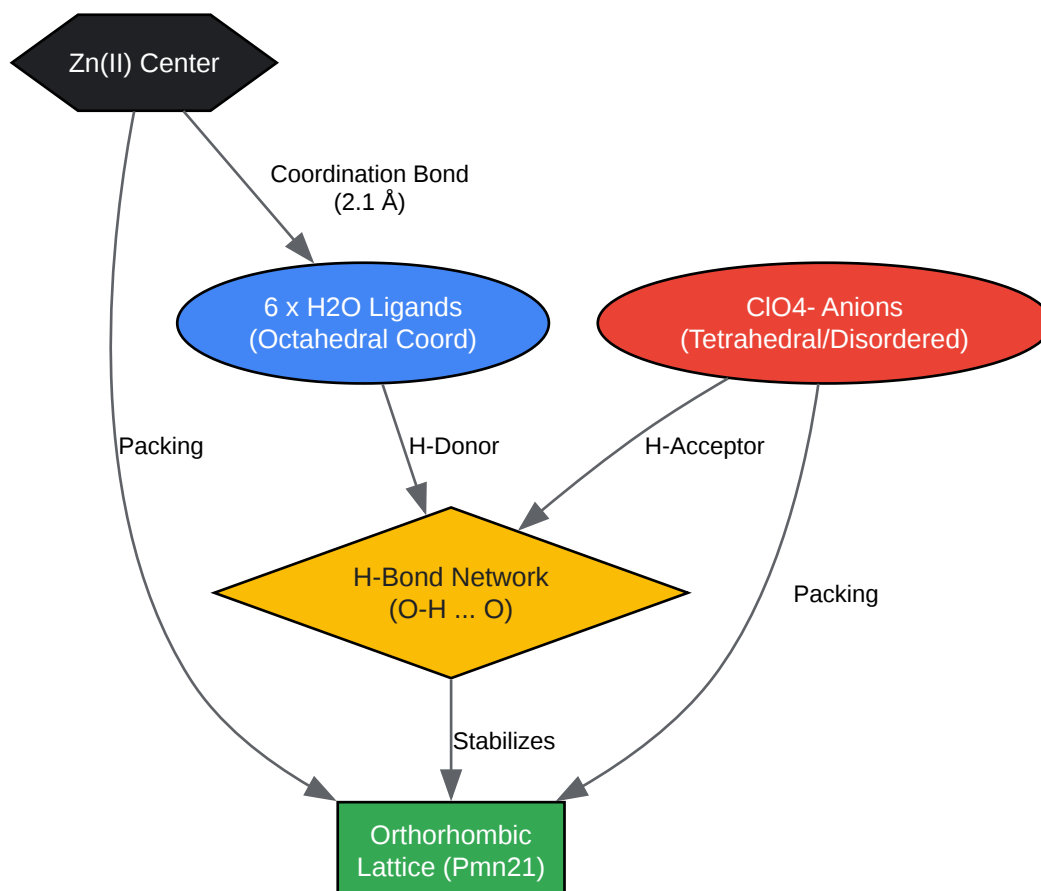 Zn(II) Center
Coordination Bond
(2.1 Å)
6 x H2O Ligands
(Octahedral Coord)
ClO4- Anions
(Tetrahedral/Disordered)
Packing
H-Donor
H-Acceptor
H-Bond Network
(O-H ... O)
Packing
Stabilizes
Orthorhombic
Lattice (Pmn21)